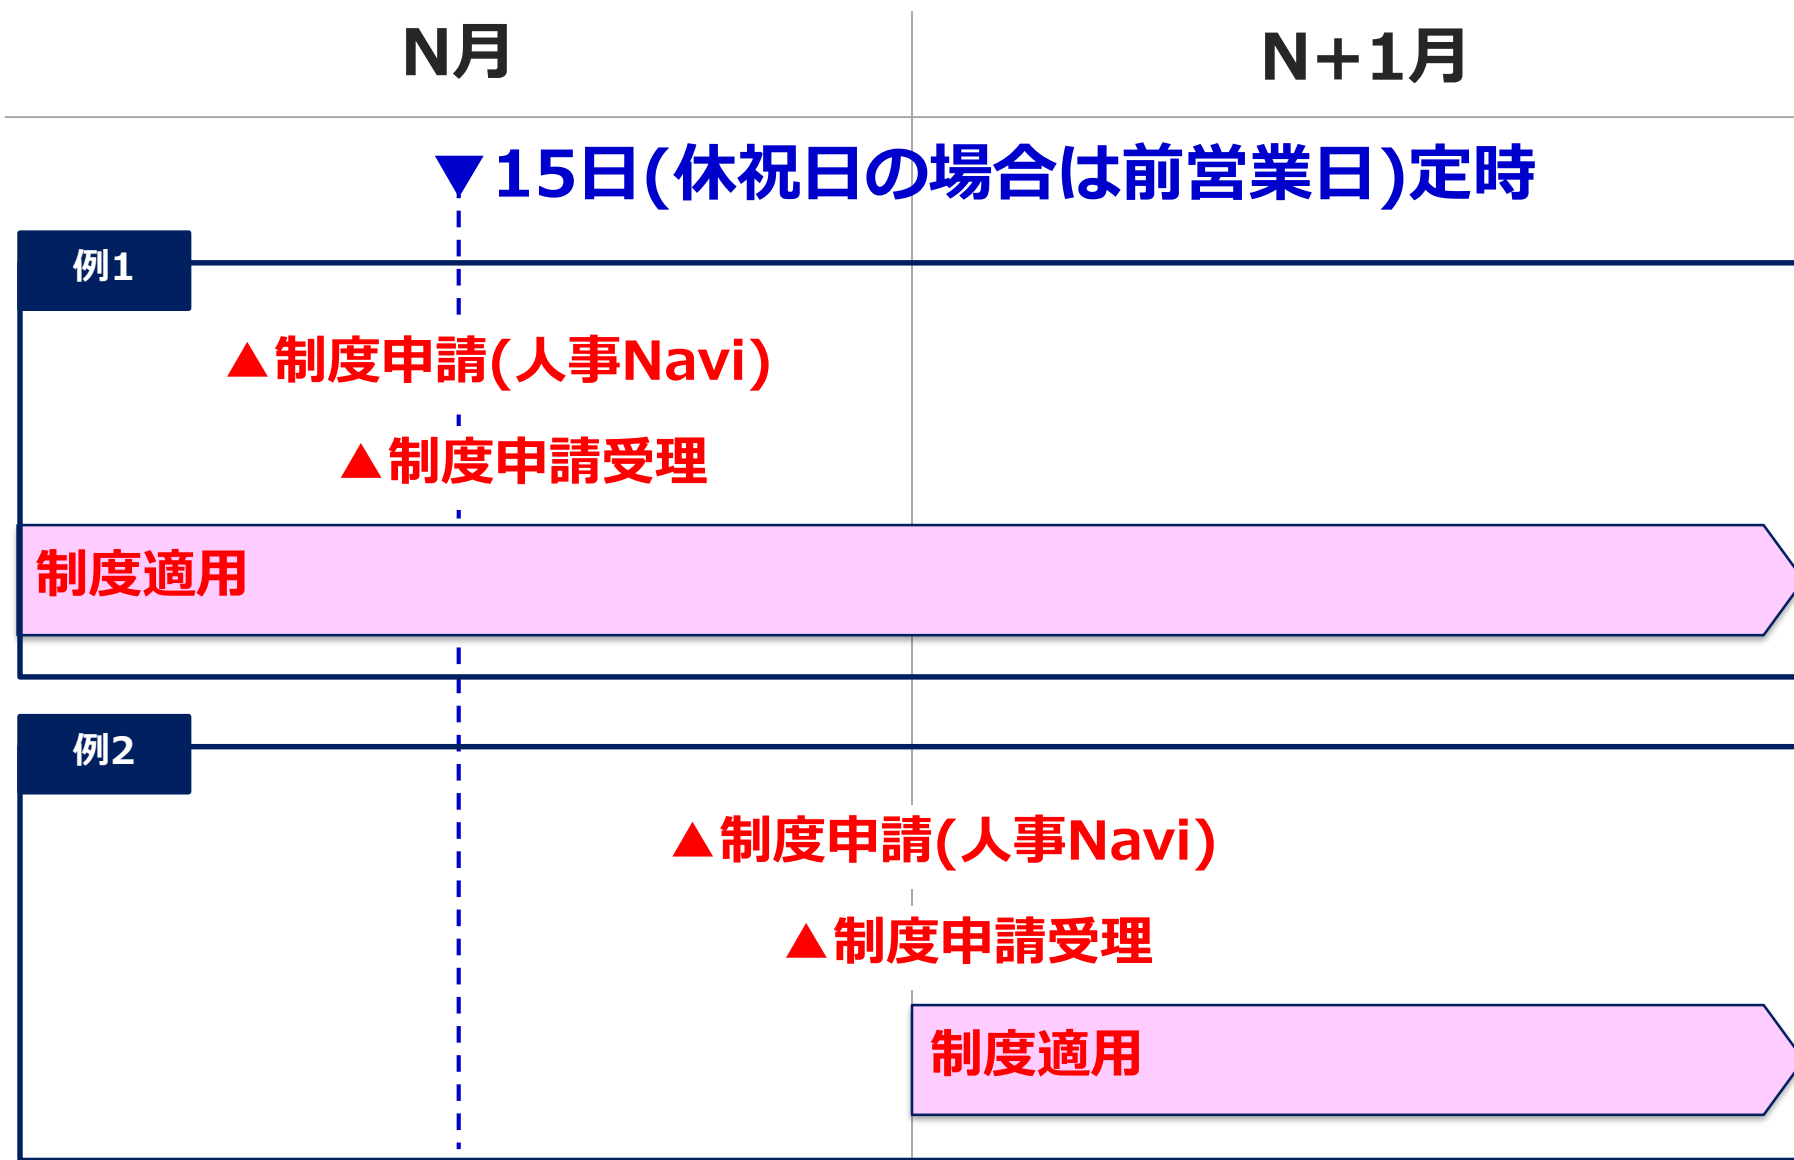 N月
N+1月
▼15日(休祝日の場合は前営業日)定時
例1
▲制度申請(人事Navi)
▲制度申請受理
制度適用
例2
▲制度申請(人事Navi)
▲制度申請受理
制度適用